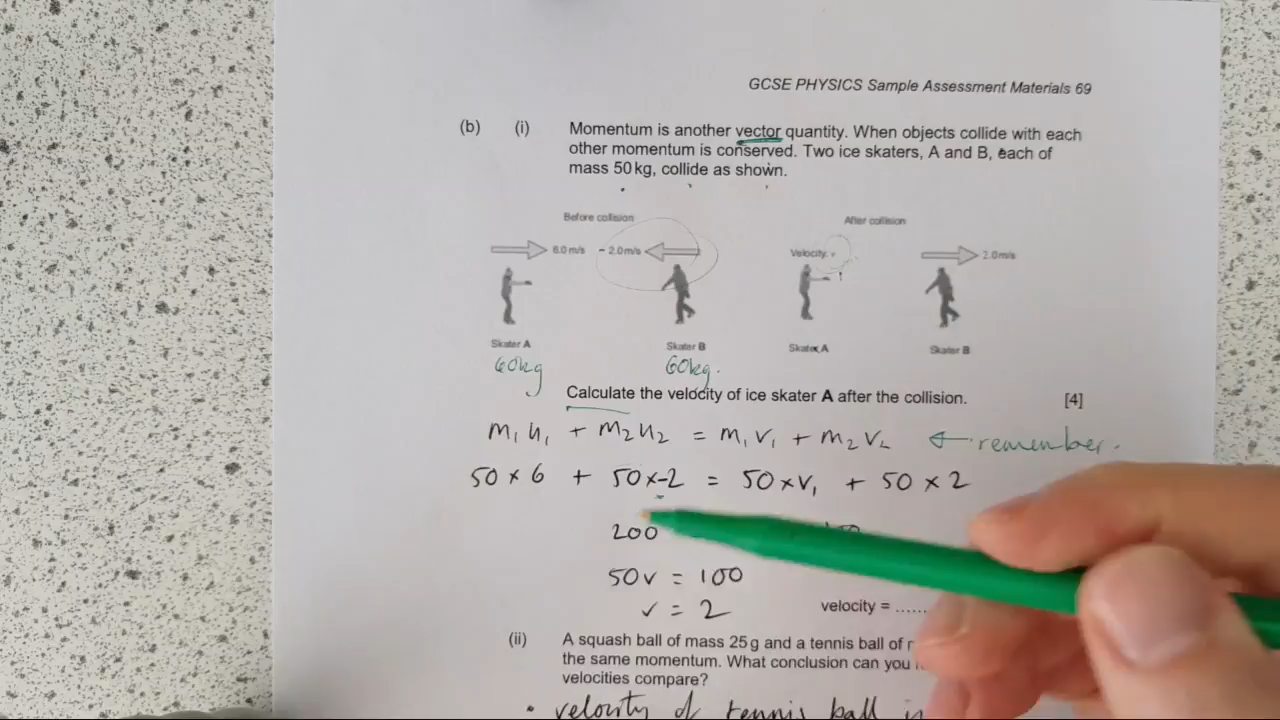 GCSE PHYSICS Sample Assessment Materials 69
(b) (i) Momentum is another vector quantity. When objects collide with each
other momentum is conserved. Two ice skaters, A and B, each of
mass 50 kg, collide as shown.
Before collision After collision
6.0 m/s - 2.0 m/s Velocity 2.0 m/s
Skater A Skater B Skater A Skater B
60kg 60kg.
Calculate the velocity of ice skater A after the collision. [4]
m₁u₁ + m₂u₂ = m₁v₁ + m₂v₂ ← remember.
50 x 6 + 50x-2 = 50 x v₁ + 50 x 2
200
50v = 100
v = 2 velocity = ......
(ii) A squash ball of mass 25 g and a tennis ball of
the same momentum. What conclusion can you
velocities compare?
• velocity of tennis ball